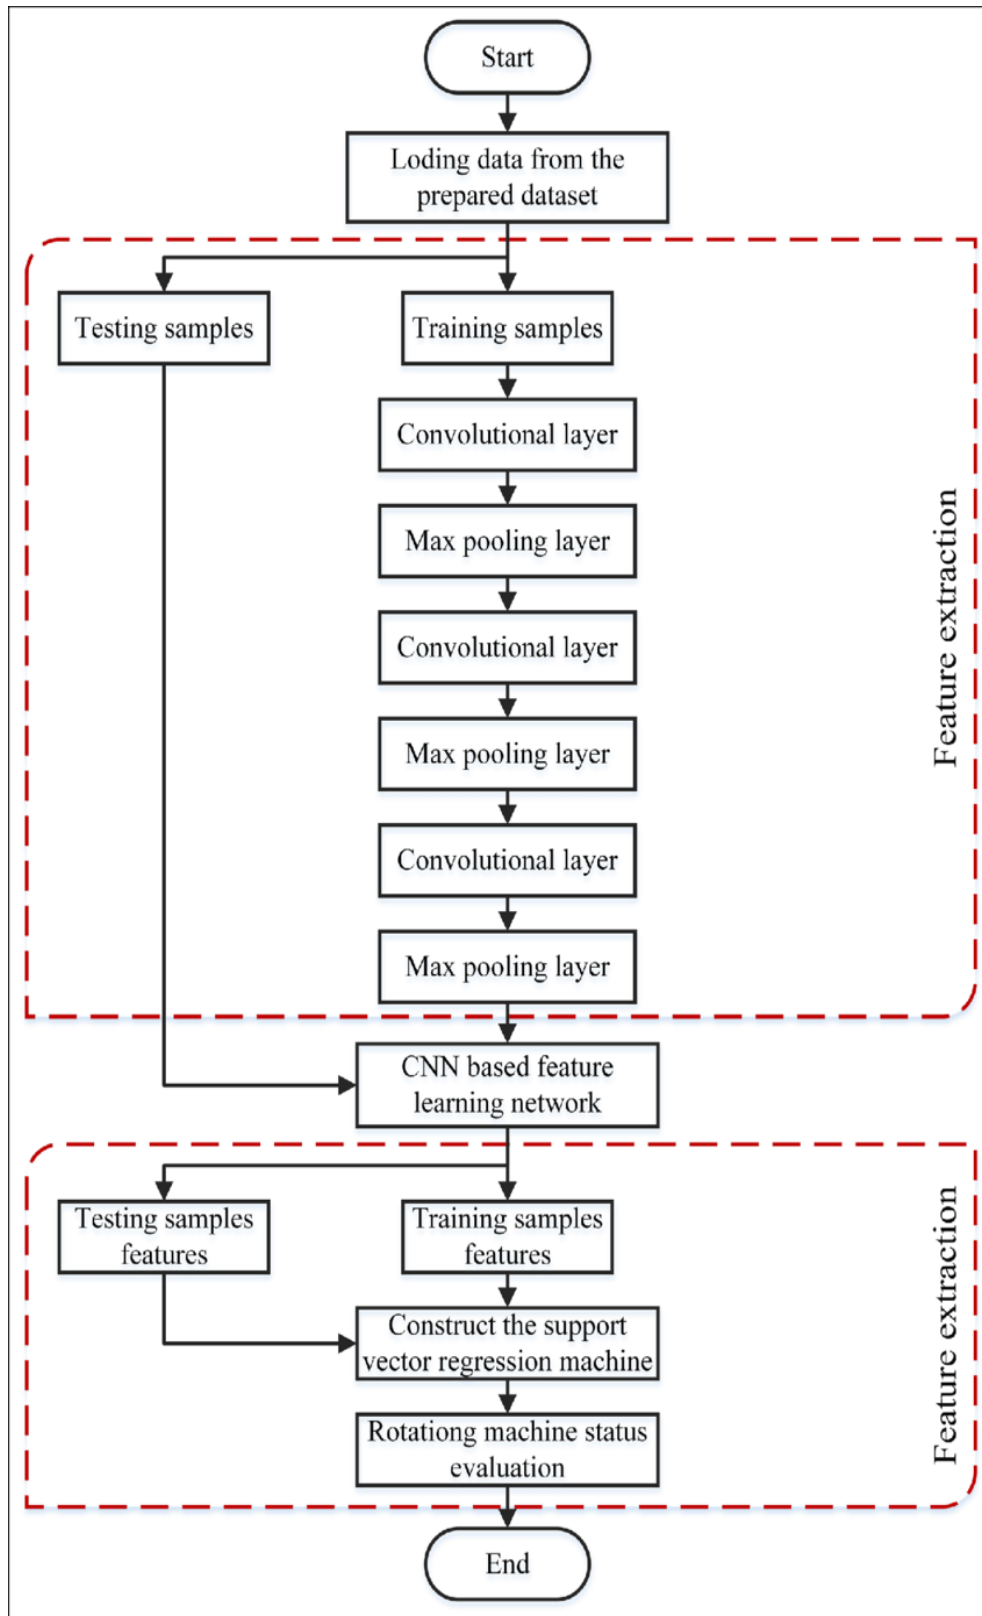 Start
Loding data from the
prepared dataset
Testing samples
Training samples
Convolutional layer
Max pooling layer
Convolutional layer
Max pooling layer
Convolutional layer
Max pooling layer
Feature extraction
CNN based feature
learning network
Testing samples
features
Training samples
features
Construct the support
vector regression machine
Rotationg machine status
evaluation
Feature extraction
End